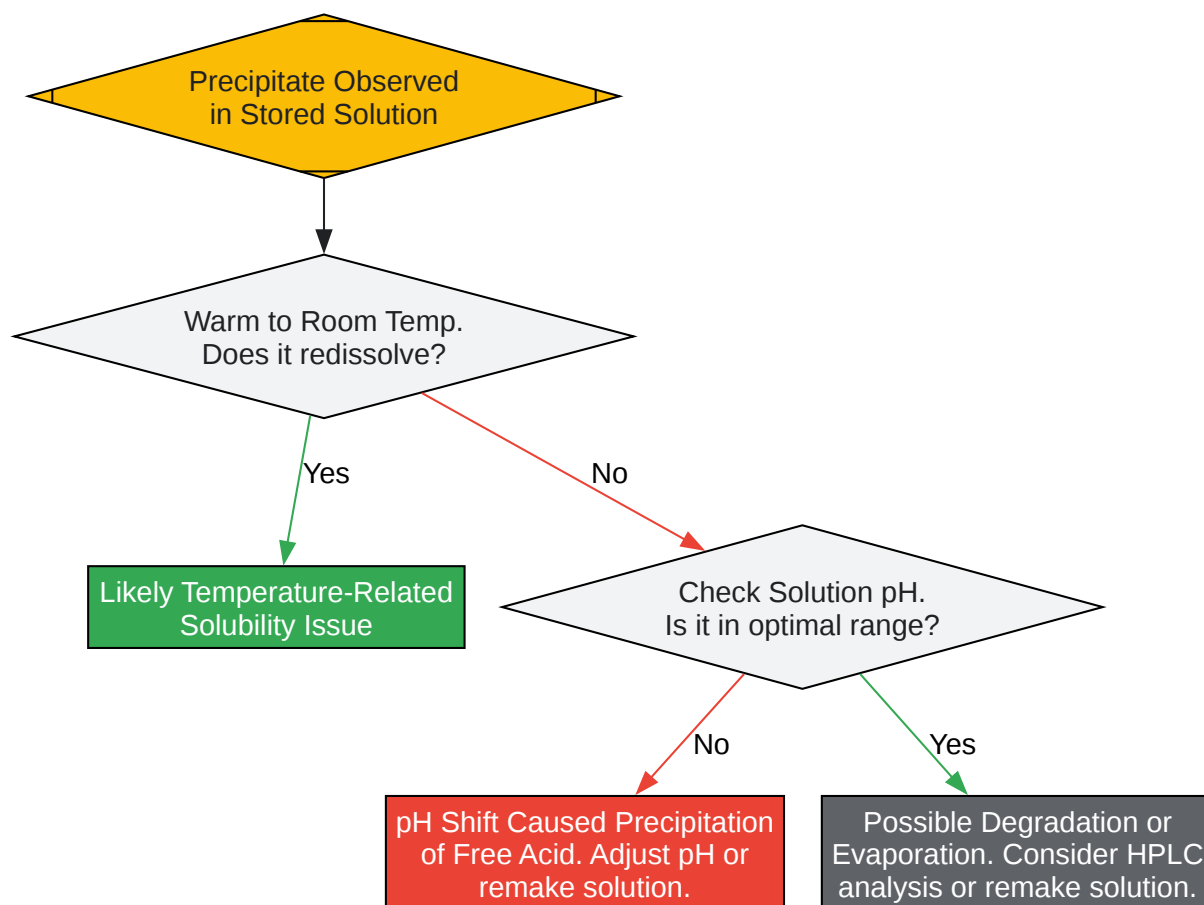 Precipitate Observed
in Stored Solution
Warm to Room Temp.
Does it redissolve?
Yes
No
Likely Temperature-Related
Solubility Issue
Check Solution pH.
Is it in optimal range?
No
Yes
pH Shift Caused Precipitation
of Free Acid. Adjust pH or
remake solution.
Possible Degradation or
Evaporation. Consider HPLC
analysis or remake solution.